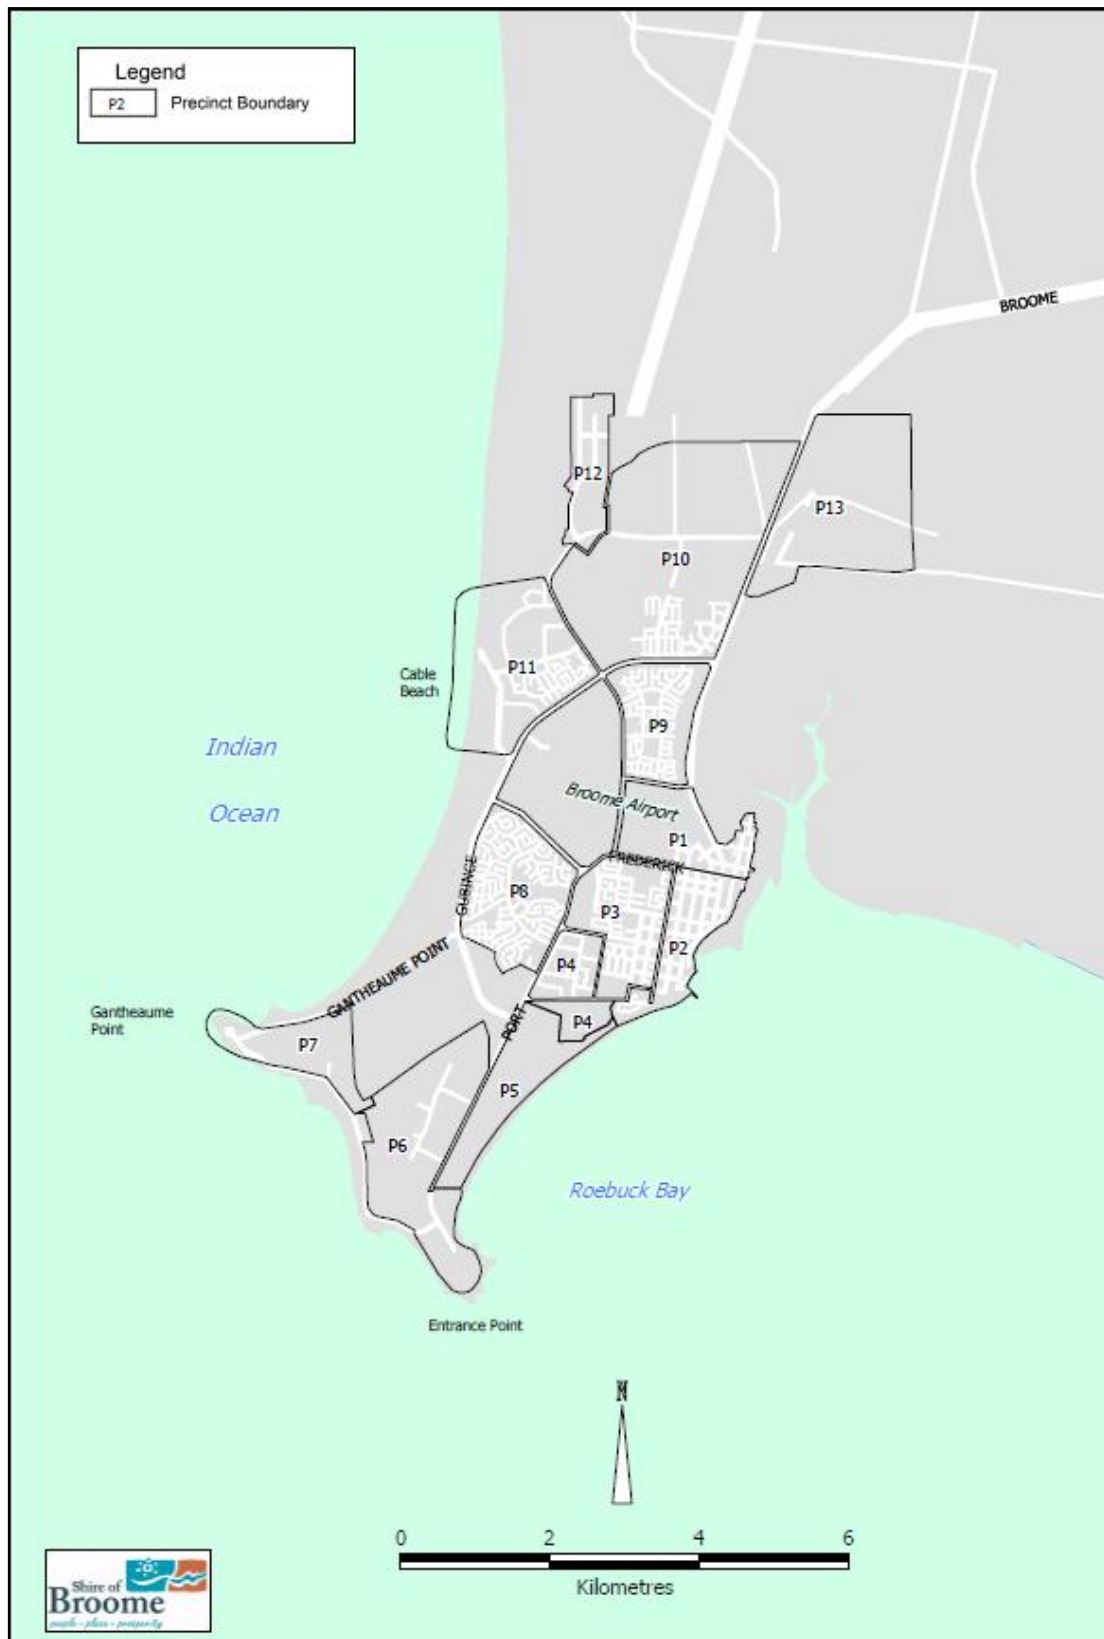 Legend
P2 Precinct Boundary
BROOME
P12
P13
P10
P11
Cable
Beach
P9
Indian
Ocean
Broome Airport
P1
FREDERICK
GUBINGE
P8
P3
P4
P2
GANTHEAUME POINT
Gantheaume
Point
PORT
P4
P7
P5
P6
Roebuck Bay
Entrance Point
N
0 2 4 6
Kilometres
Shire of
Broome
people - place - prosperity